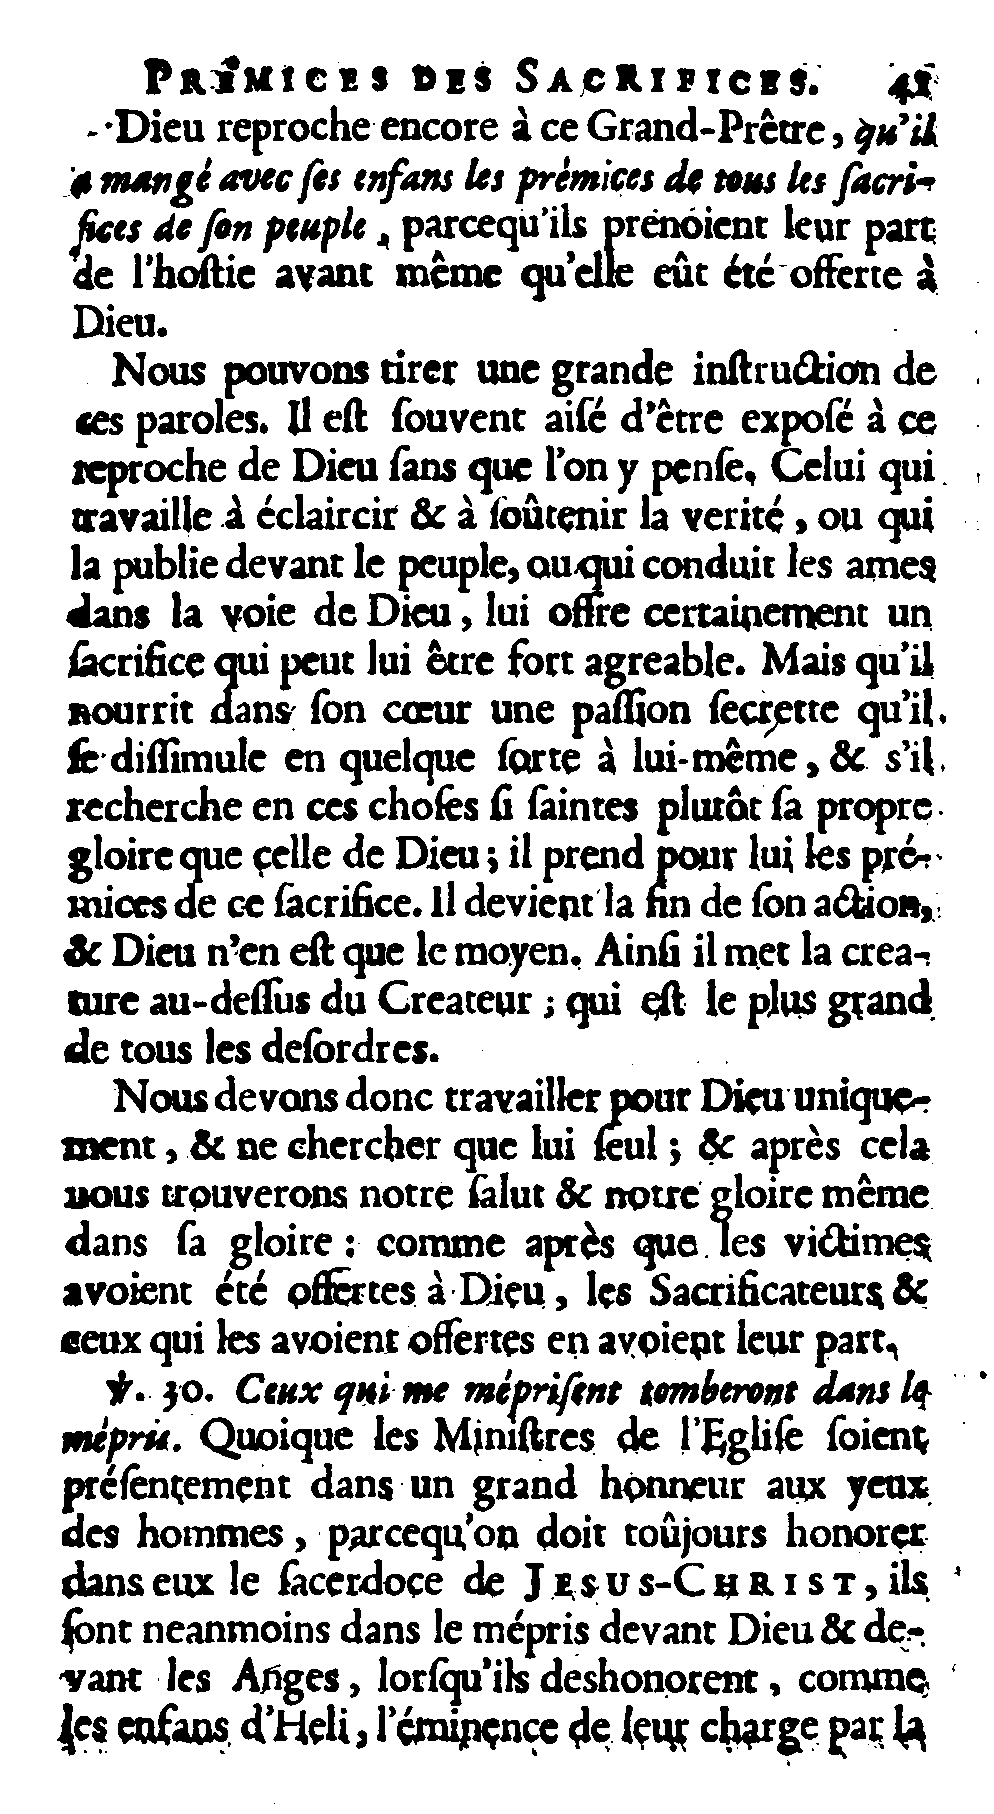 PRÉMICES DES SACRIFICES. 41
Dieu reproche encore à ce Grand-Prêtre, qu'il
a mangé avec ſes enfans les prémices de tous les ſacri-
fices de ſon peuple, parcequ'ils prenoient leur part
de l'hoſtie avant même qu'elle eût été offerte à
Dieu.
Nous pouvons tirer une grande inſtruction de
ces paroles. Il eſt ſouvent aiſé d'être expoſé à ce
reproche de Dieu ſans que l'on y penſe. Celui qui
travaille à éclaircir & à ſoûtenir la verité, ou qui
la publie devant le peuple, ou qui conduit les ames
dans la voie de Dieu, lui offre certainement un
ſacrifice qui peut lui être fort agreable. Mais qu'il
nourrit dans ſon cœur une paſſion ſecrette qu'il
ſe diſſimule en quelque ſorte à lui-même, & s'il
recherche en ces choſes ſi ſaintes plutôt ſa propre
gloire que celle de Dieu; il prend pour lui les pré-
mices de ce ſacrifice. Il devient la fin de ſon action,
& Dieu n'en eſt que le moyen. Ainſi il met la crea-
ture au-deſſus du Createur; qui eſt le plus grand
de tous les deſordres.
Nous devons donc travailler pour Dieu unique-
ment, & ne chercher que lui ſeul; & après cela
nous trouverons notre ſalut & notre gloire même
dans ſa gloire: comme après que les victimes
avoient été offertes à Dieu, les Sacrificateurs &
ceux qui les avoient offertes en avoient leur part.
℣. 30. Ceux qui me mépriſent tomberont dans le
mépris. Quoique les Miniſtres de l'Egliſe ſoient
préſentement dans un grand honneur aux yeux
des hommes, parcequ'on doit toûjours honorer
dans eux le ſacerdoce de JESUS-CHRIST, ils
ſont neanmoins dans le mépris devant Dieu & de-
vant les Anges, lorſqu'ils deshonorent, comme
les enfans d'Heli, l'éminence de leur charge par la